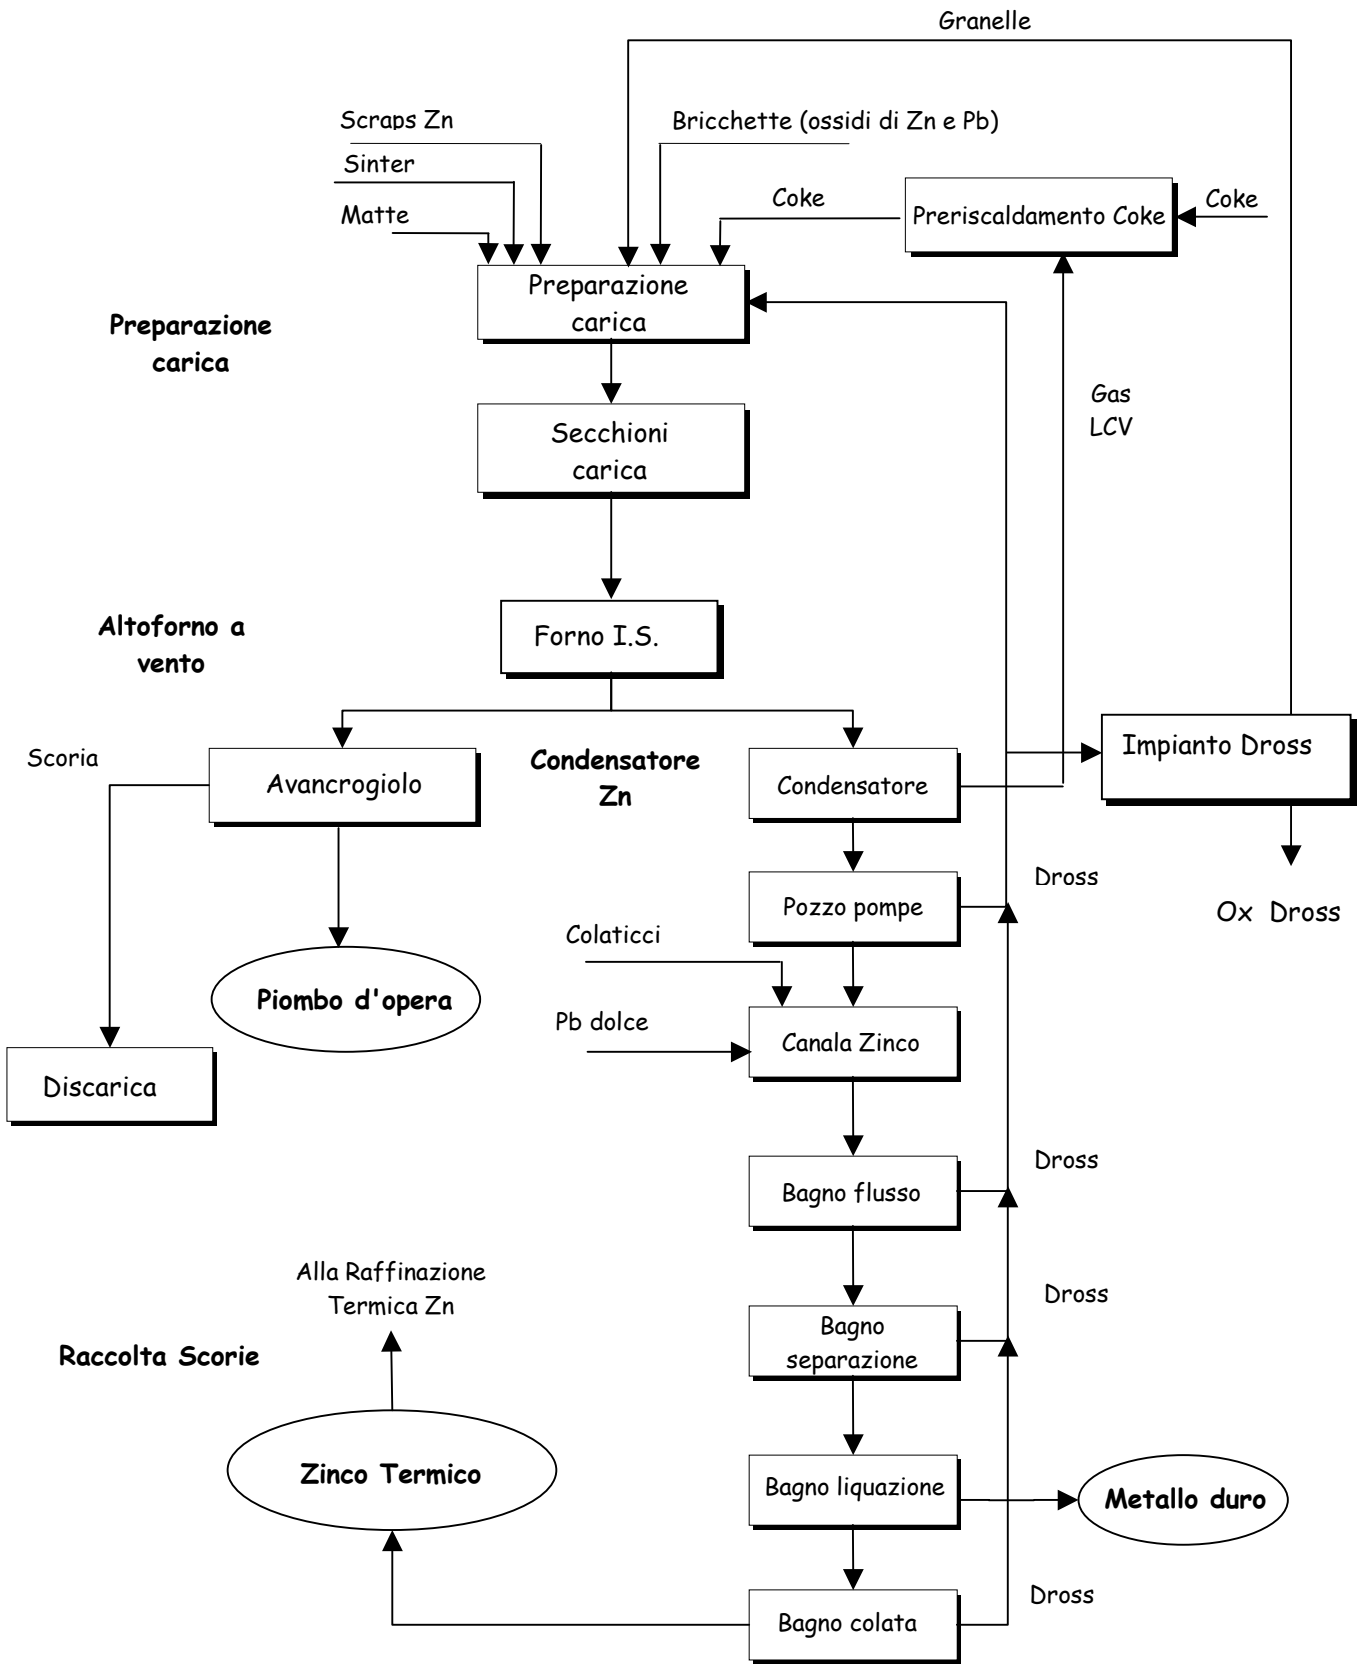 Granelle
Scraps Zn
Bricchette (ossidi di Zn e Pb)
Sinter
Matte
Coke
Preriscaldamento Coke
Coke
Preparazione
carica
Preparazione
carica
Gas
LCV
Secchioni
carica
Altoforno a
vento
Forno I.S.
Scoria
Avancrogiolo
Condensatore
Zn
Condensatore
Impianto Dross
Dross
Pozzo pompe
Ox Dross
Colaticci
Piombo d'opera
Pb dolce
Canala Zinco
Discarica
Dross
Bagno flusso
Alla Raffinazione
Termica Zn
Dross
Raccolta Scorie
Bagno
separazione
Zinco Termico
Bagno liquazione
Metallo duro
Dross
Bagno colata